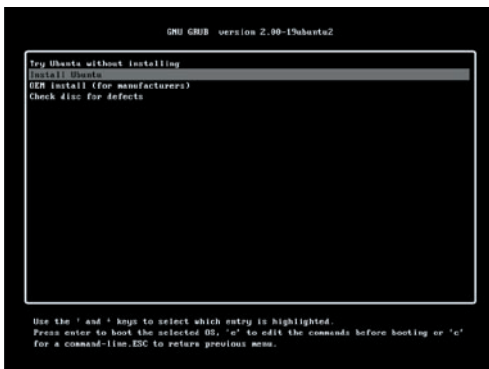 GNU GRUB version 2.00-19ubuntu2
Try Ubuntu without installing
Install Ubuntu
OEM install (for manufacturers)
Check disc for defects
Use the ↑ and ↓ keys to select which entry is highlighted.
Press enter to boot the selected OS, 'e' to edit the commands before booting or 'c'
for a command-line.ESC to return previous menu.